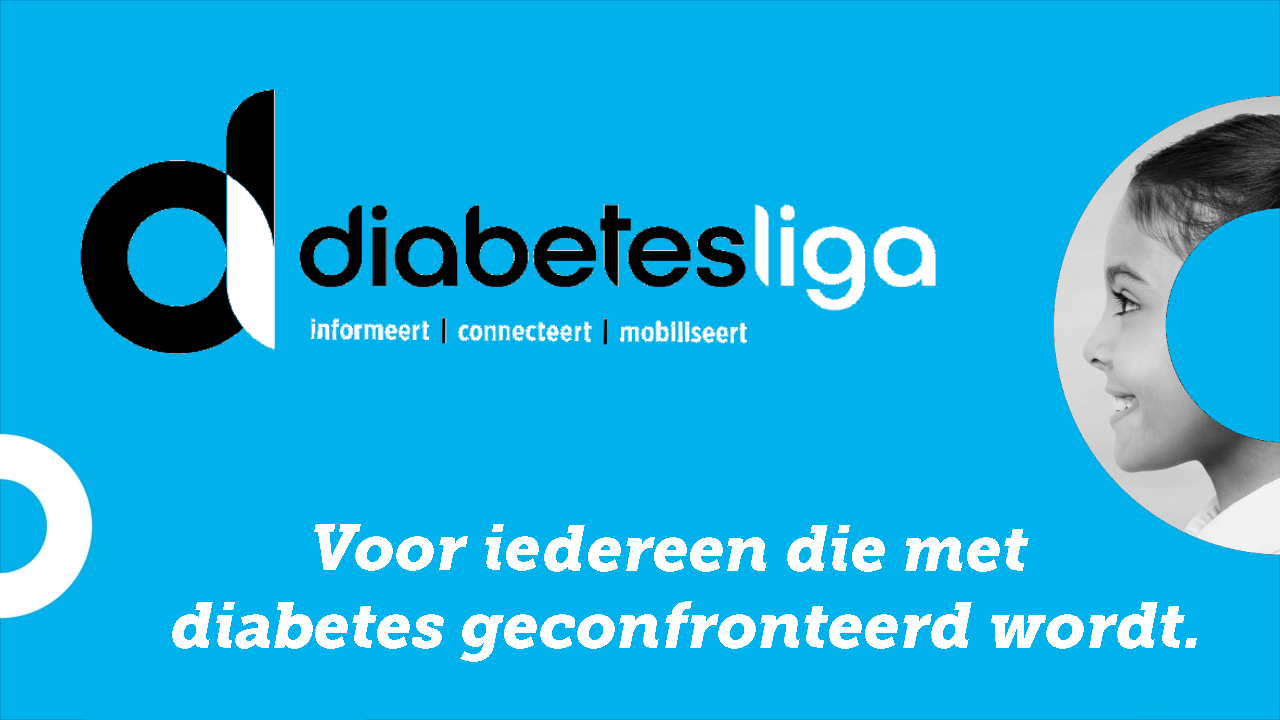 diabetesliga
informeert | connecteert | mobiliseert
Voor iedereen die met
diabetes geconfronteerd wordt.